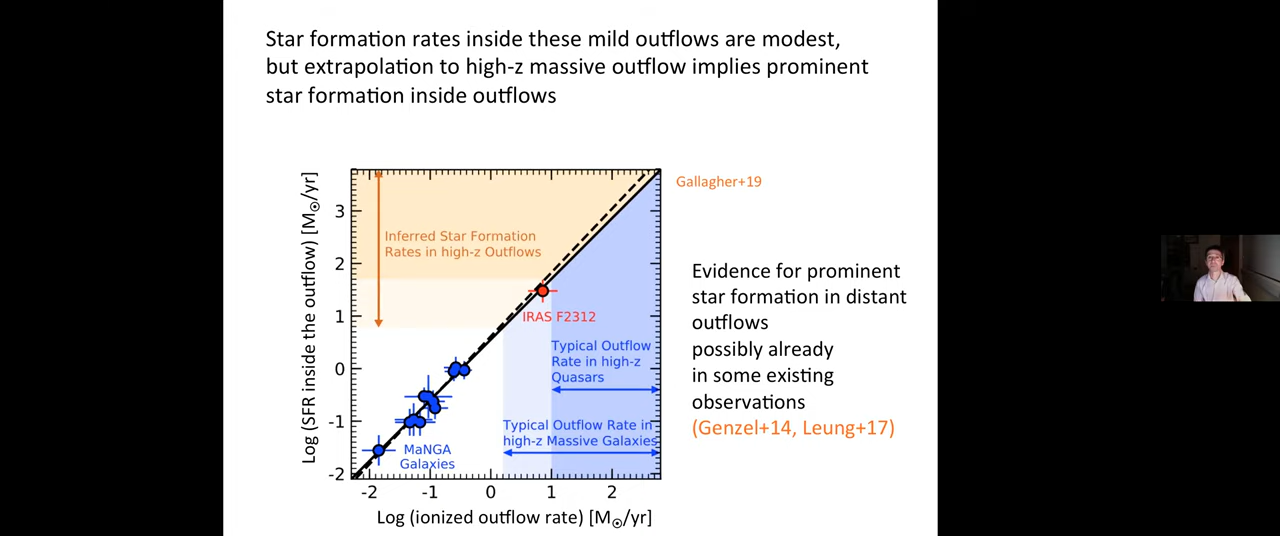 Star formation rates inside these mild outflows are modest,
but extrapolation to high-z massive outflow implies prominent
star formation inside outflows
Gallagher+19
Log (SFR inside the outflow) [M⊙/yr]
3
2
1
0
-1
-2
Inferred Star Formation
Rates in high-z Outflows
IRAS F2312
Typical Outflow
Rate in high-z
Quasars
Typical Outflow Rate in
high-z Massive Galaxies
MaNGA
Galaxies
-2 -1 0 1 2
Log (ionized outflow rate) [M⊙/yr]
Evidence for prominent
star formation in distant
outflows
possibly already
in some existing
observations
(Genzel+14, Leung+17)